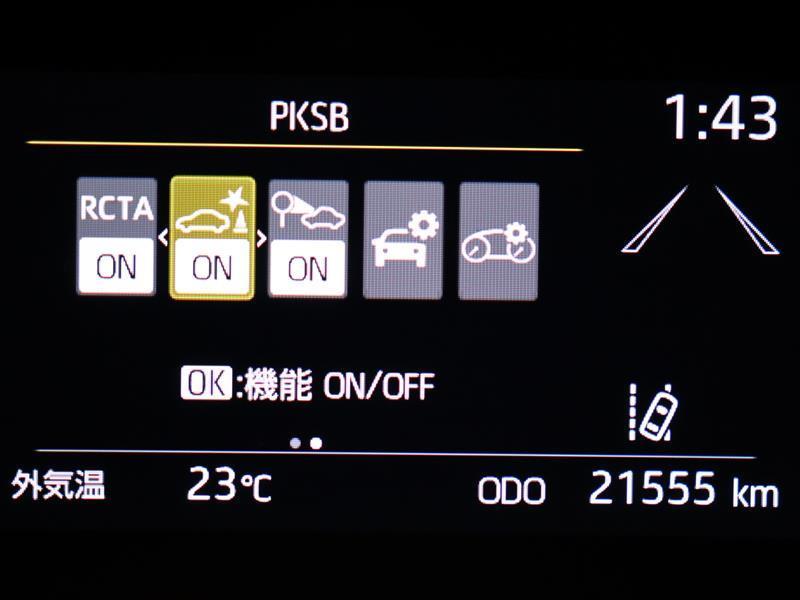 PKSB
1:43
RCTA
ON
ON
ON
OK:機能 ON/OFF
外気温 23℃ ODO 21555 km